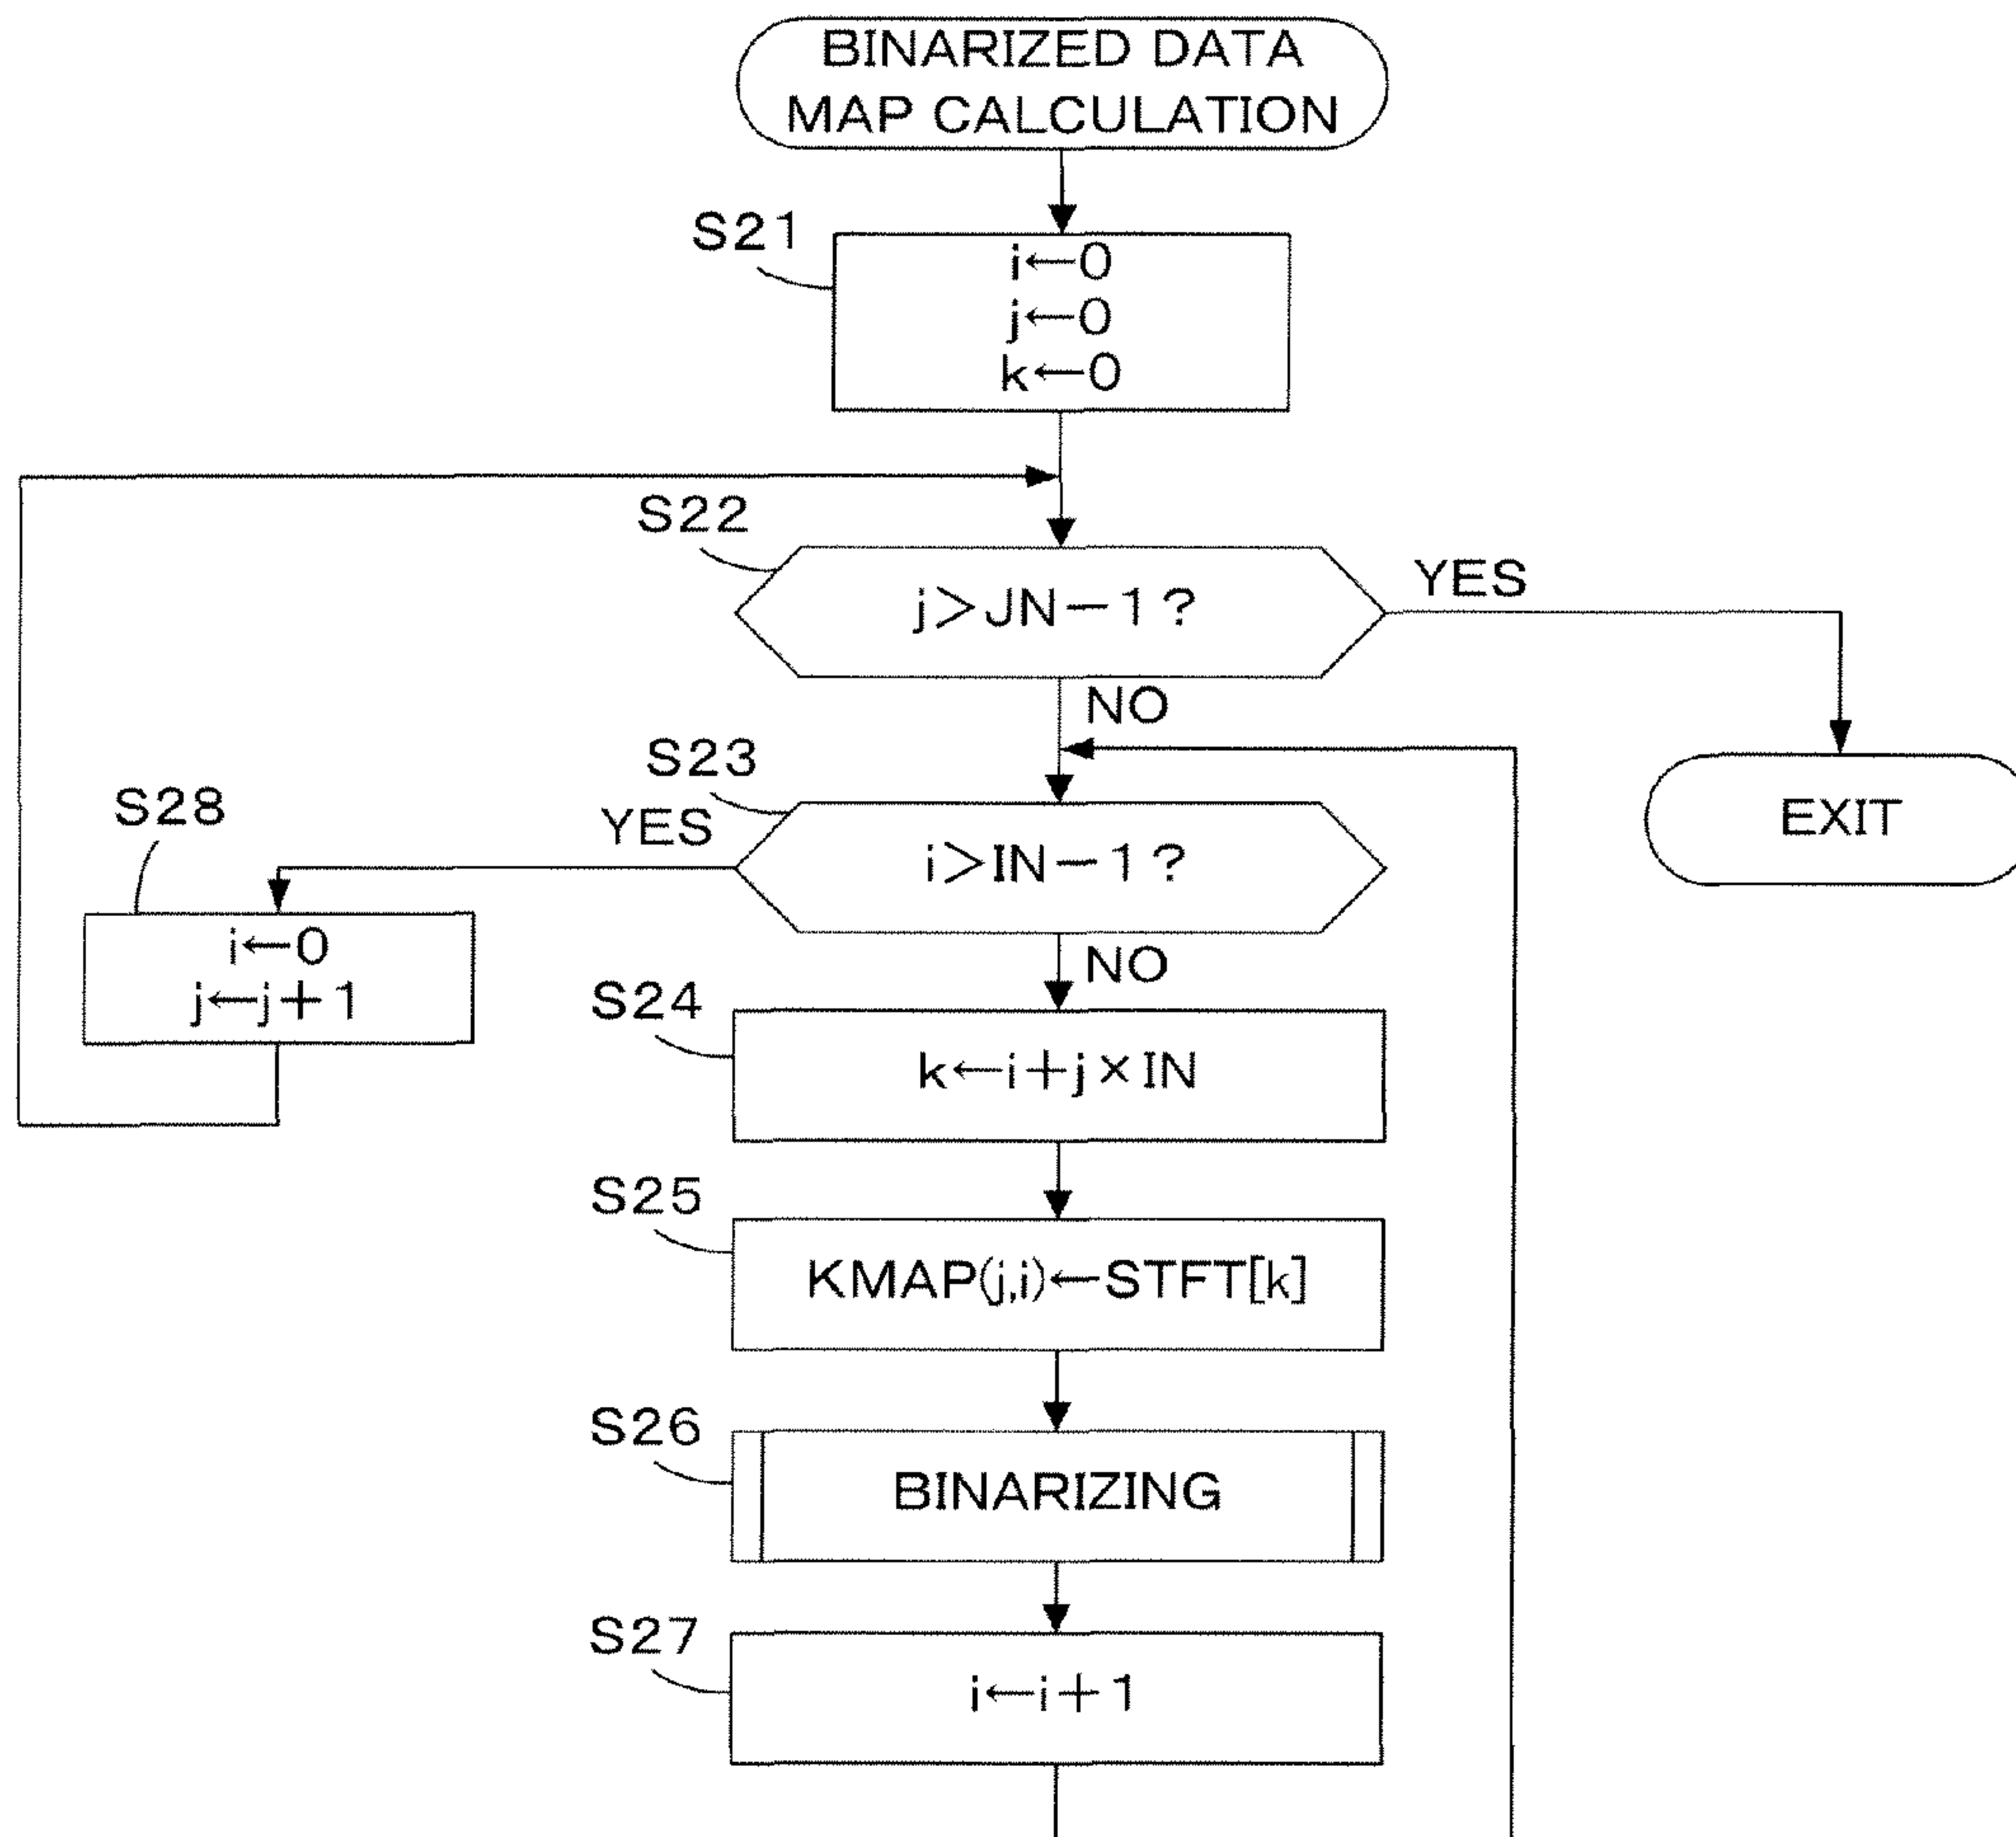 BINARIZED DATA
MAP CALCULATION
S21
i←0
j←0
k←0
S22
j>JN−1?
YES
NO
S23
YES
i>IN−1?
EXIT
S28
i←0
j←j+1
NO
S24
k←i+j×IN
S25
KMAP(j,i)←STFT[k]
S26
BINARIZING
S27
i←i+1